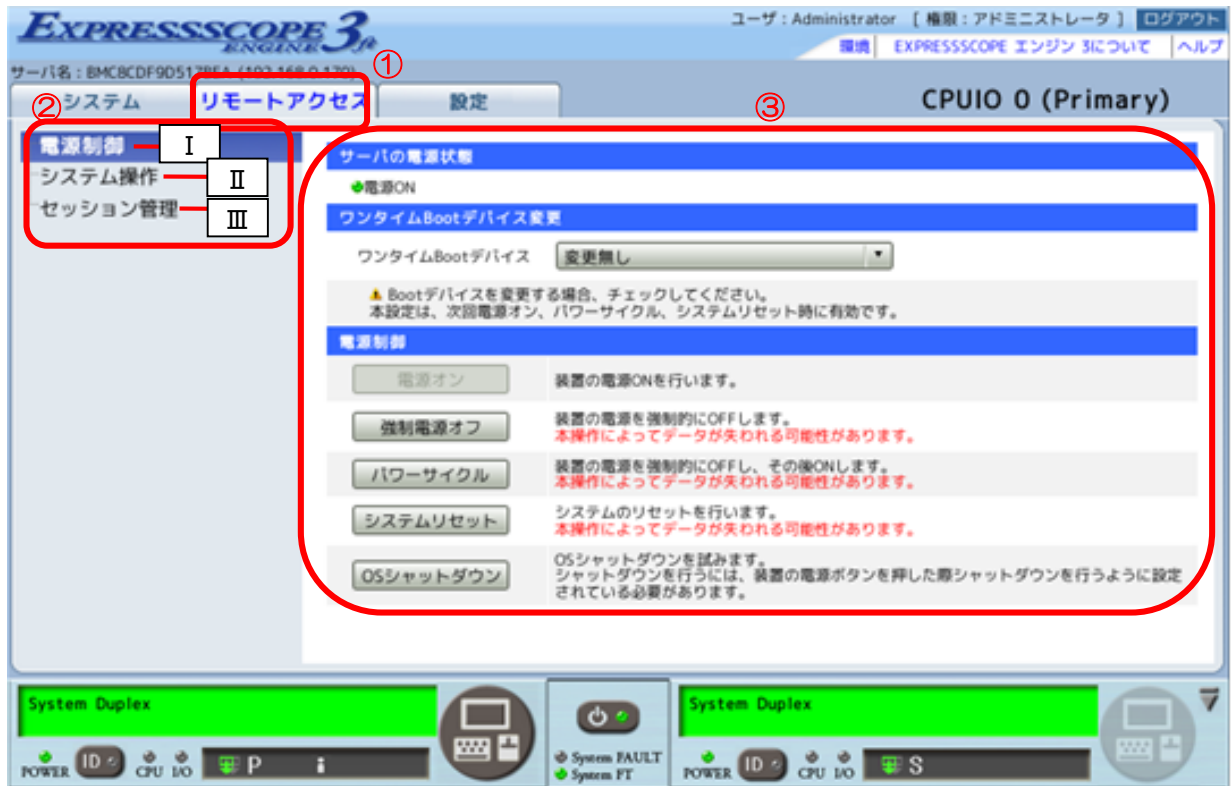 EXPRESSSCOPE
ENGINE 3 ft
ユーザ : Administrator [ 権限 : アドミニストレータ ] ログアウト
環境 EXPRESSSCOPE エンジン 3について ヘルプ
サーバ名 : BMC8CDF9D517BEA (192.168.0.170)
①
② システム リモートアクセス 設定
③ CPUIO 0 (Primary)
電源制御 Ⅰ
システム操作 Ⅱ
セッション管理 Ⅲ
サーバの電源状態
電源ON
ワンタイムBootデバイス変更
ワンタイムBootデバイス 変更無し
Bootデバイスを変更する場合、チェックしてください。
本設定は、次回電源オン、パワーサイクル、システムリセット時に有効です。
電源制御
電源オン 装置の電源ONを行います。
強制電源オフ 装置の電源を強制的にOFFします。
本操作によってデータが失われる可能性があります。
パワーサイクル 装置の電源を強制的にOFFし、その後ONします。
本操作によってデータが失われる可能性があります。
システムリセット システムのリセットを行います。
本操作によってデータが失われる可能性があります。
OSシャットダウン OSシャットダウンを試みます。
シャットダウンを行うには、装置の電源ボタンを押した際シャットダウンを行うように設定
されている必要があります。
System Duplex
POWER ID CPU I/O P i
System FAULT
System FT
System Duplex
POWER ID CPU I/O S